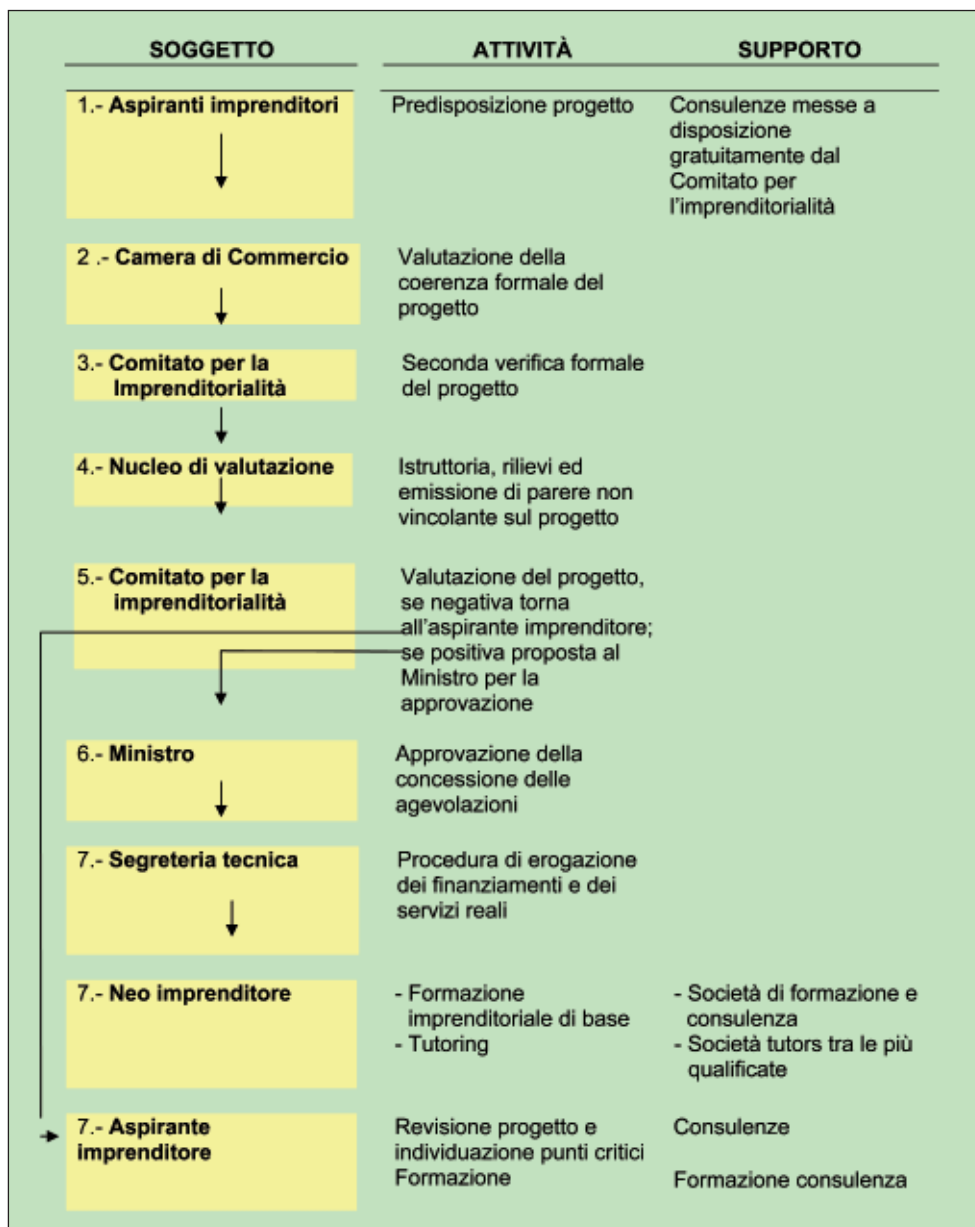 SOGGETTO ATTIVITÀ SUPPORTO
1.- Aspiranti imprenditori Predisposizione progetto Consulenze messe a
disposizione
gratuitamente dal
Comitato per
l'imprenditorialità
2 .- Camera di Commercio Valutazione della
coerenza formale del
progetto
3.- Comitato per la Seconda verifica formale
Imprenditorialità del progetto
4.- Nucleo di valutazione Istruttoria, rilievi ed
emissione di parere non
vincolante sul progetto
5.- Comitato per la Valutazione del progetto,
imprenditorialità se negativa torna
all'aspirante imprenditore;
se positiva proposta al
Ministro per la
approvazione
6.- Ministro Approvazione della
concessione delle
agevolazioni
7.- Segreteria tecnica Procedura di erogazione
dei finanziamenti e dei
servizi reali
7.- Neo imprenditore - Formazione - Società di formazione e
imprenditoriale di base consulenza
- Tutoring - Società tutors tra le più
qualificate
7.- Aspirante Revisione progetto e Consulenze
imprenditore individuazione punti critici
Formazione Formazione consulenza